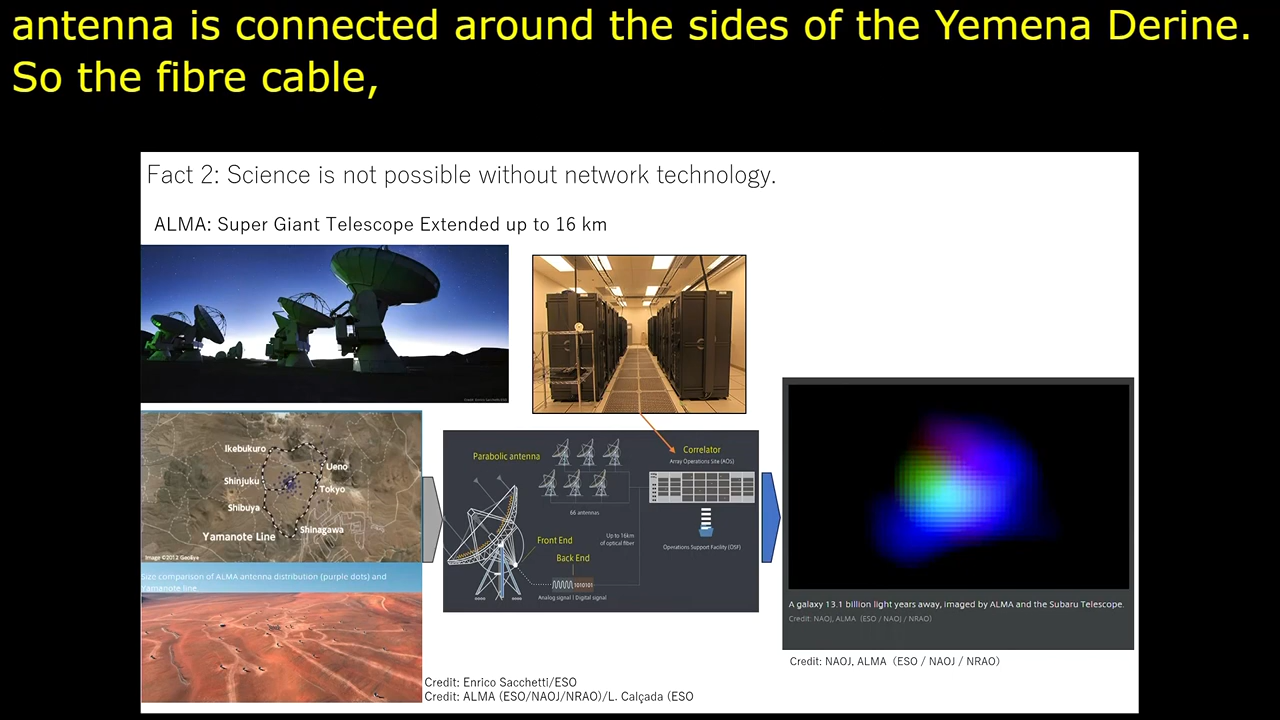 antenna is connected around the sides of the Yemena Derine.
So the fibre cable,
Fact 2: Science is not possible without network technology.
ALMA: Super Giant Telescope Extended up to 16 km
Ikebukuro
Ueno
Shinjuku
Tokyo
Shibuya
Shinagawa
Yamanote Line
Image ©2012 GeoEye
Size comparison of ALMA antenna distribution (purple dots) and
Yamanote line
Parabolic antenna
Correlator
Array Operations Site (AOS)
66 antennas
Up to 16km
of optical fiber
Operations Support Facility (OSF)
Front End
Back End
1010101
Analog signal | Digital signal
A galaxy 13.1 billion light years away, imaged by ALMA and the Subaru Telescope.
Credit: NAOJ, ALMA (ESO / NAOJ / NRAO)
Credit: NAOJ, ALMA (ESO / NAOJ / NRAO)
Credit: Enrico Sacchetti/ESO
Credit: ALMA (ESO/NAOJ/NRAO)/L. Calçada (ESO